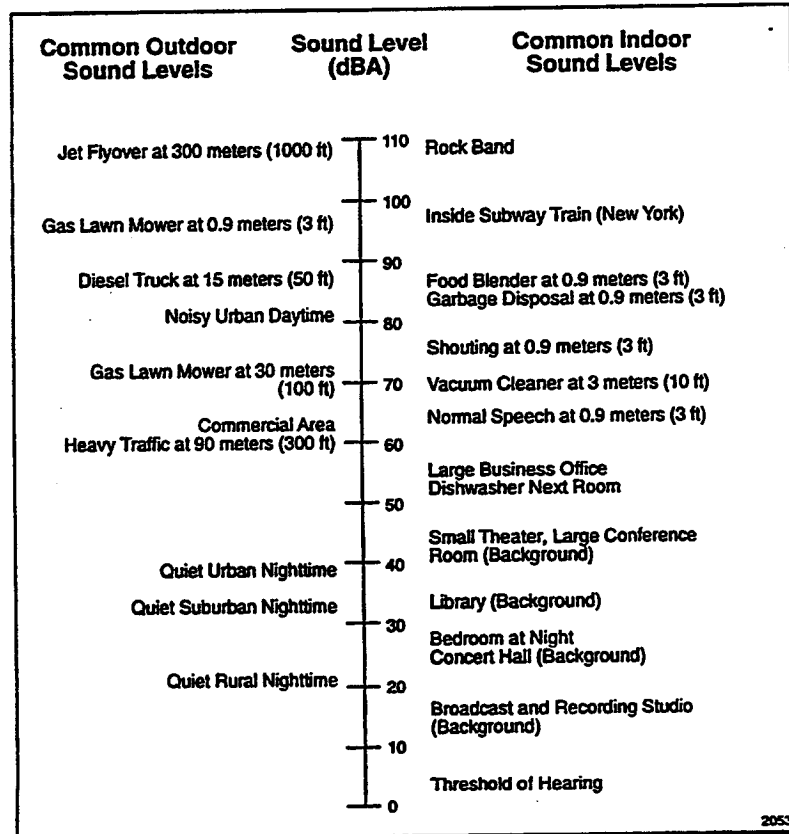 Common Outdoor
Sound Levels
Sound Level
(dBA)
Common Indoor
Sound Levels
Jet Flyover at 300 meters (1000 ft)
110
Rock Band
100
Inside Subway Train (New York)
Gas Lawn Mower at 0.9 meters (3 ft)
90
Diesel Truck at 15 meters (50 ft)
Food Blender at 0.9 meters (3 ft)
Garbage Disposal at 0.9 meters (3 ft)
Noisy Urban Daytime
80
Shouting at 0.9 meters (3 ft)
Gas Lawn Mower at 30 meters
(100 ft)
70
Vacuum Cleaner at 3 meters (10 ft)
Normal Speech at 0.9 meters (3 ft)
Commercial Area
Heavy Traffic at 90 meters (300 ft)
60
Large Business Office
Dishwasher Next Room
50
Small Theater, Large Conference
Room (Background)
40
Quiet Urban Nighttime
Quiet Suburban Nighttime
Library (Background)
30
Bedroom at Night
Concert Hall (Background)
Quiet Rural Nighttime
20
Broadcast and Recording Studio
(Background)
10
Threshold of Hearing
0
2053